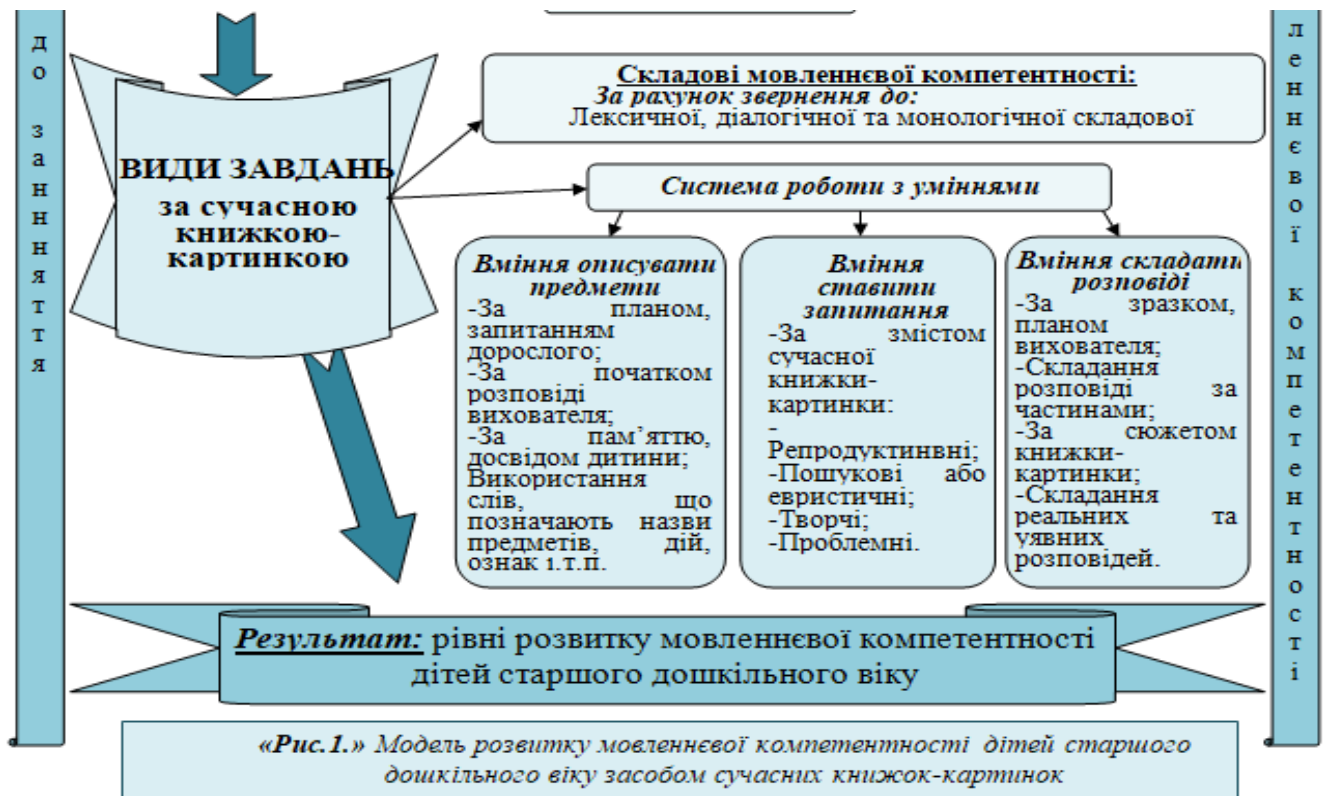 до заняття
ВИДИ ЗАВДАНЬ
за сучасною
книжкою-
картинкою
Складові мовленнєвої компетентності:
За рахунок звернення до:
Лексичної, діалогічної та монологічної складової
Система роботи з уміннями
Вміння описувати
предмети
-За планом,
запитанням
дорослого;
-За початком
розповіді
вихователя;
-За пам’яттю,
досвідом дитини;
Використання
слів, що
позначають назви
предметів, дій,
ознак і.т.п.
Вміння
ставити
запитання
-За змістом
сучасної
книжки-
картинки:
-
Репродуктинвні;
-Пошукові або
евристичні;
-Творчі;
-Проблемні.
Вміння складати
розповіді
-За зразком,
планом
вихователя;
-Складання
розповіді за
частинами;
-За сюжетом
книжки-
картинки;
-Складання
реальних та
уявних
розповідей.
леннєвої компетентності
Результат: рівні розвитку мовленнєвої компетентності
дітей старшого дошкільного віку
«Рис.1.» Модель розвитку мовленнєвої компетентності дітей старшого
дошкільного віку засобом сучасних книжок-картинок